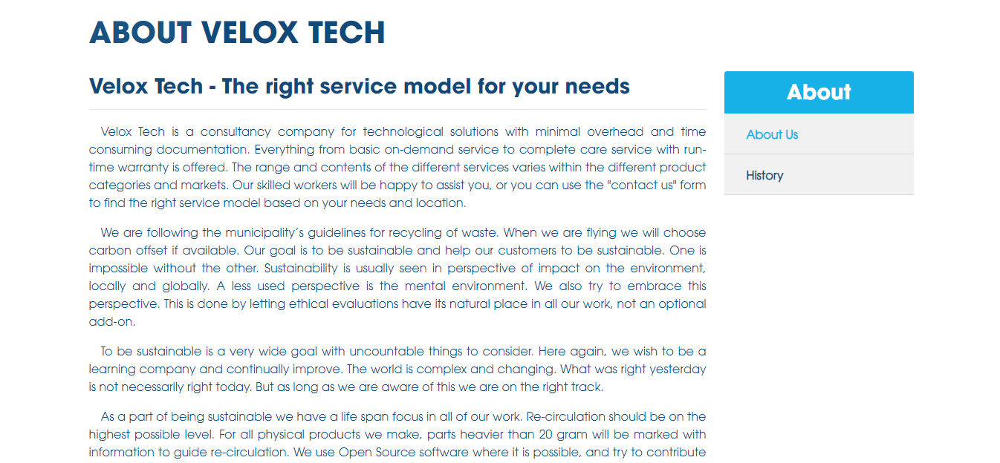 ABOUT VELOX TECH
Velox Tech - The right service model for your needs
Velox Tech is a consultancy company for technological solutions with minimal overhead and time
consuming documentation. Everything from basic on-demand service to complete care service with run-
time warranty is offered. The range and contents of the different services varies within the different product
categories and markets. Our skilled workers will be happy to assist you, or you can use the "contact us" form
to find the right service model based on your needs and location.
We are following the municipality's guidelines for recycling of waste. When we are flying we will choose
carbon offset if available. Our goal is to be sustainable and help our customers to be sustainable. One is
impossible without the other. Sustainability is usually seen in perspective of impact on the environment,
locally and globally. A less used perspective is the mental environment. We also try to embrace this
perspective. This is done by letting ethical evaluations have its natural place in all our work, not an optional
add-on.
To be sustainable is a very wide goal with uncountable things to consider. Here again, we wish to be a
learning company and continually improve. The world is complex and changing. What was right yesterday
is not necessarily right today. But as long as we are aware of this we are on the right track.
As a part of being sustainable we have a life span focus in all of our work. Re-circulation should be on the
highest possible level. For all physical products we make, parts heavier than 20 gram will be marked with
information to guide re-circulation. We use Open Source software where it is possible, and try to contribute
About
About Us
History